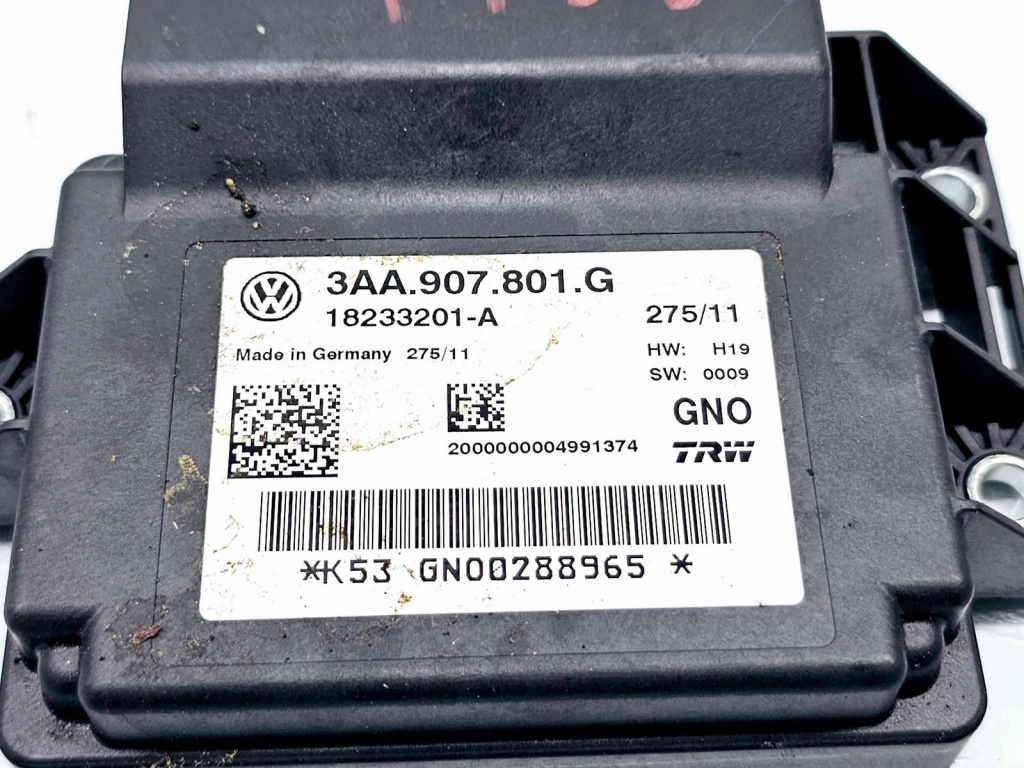 3AA.907.801.G
18233201-A
275/11
Made in Germany 275/11
HW: H19
SW: 0009
GNO
2000000004991374
TRW
*K53 GNO0288965 *